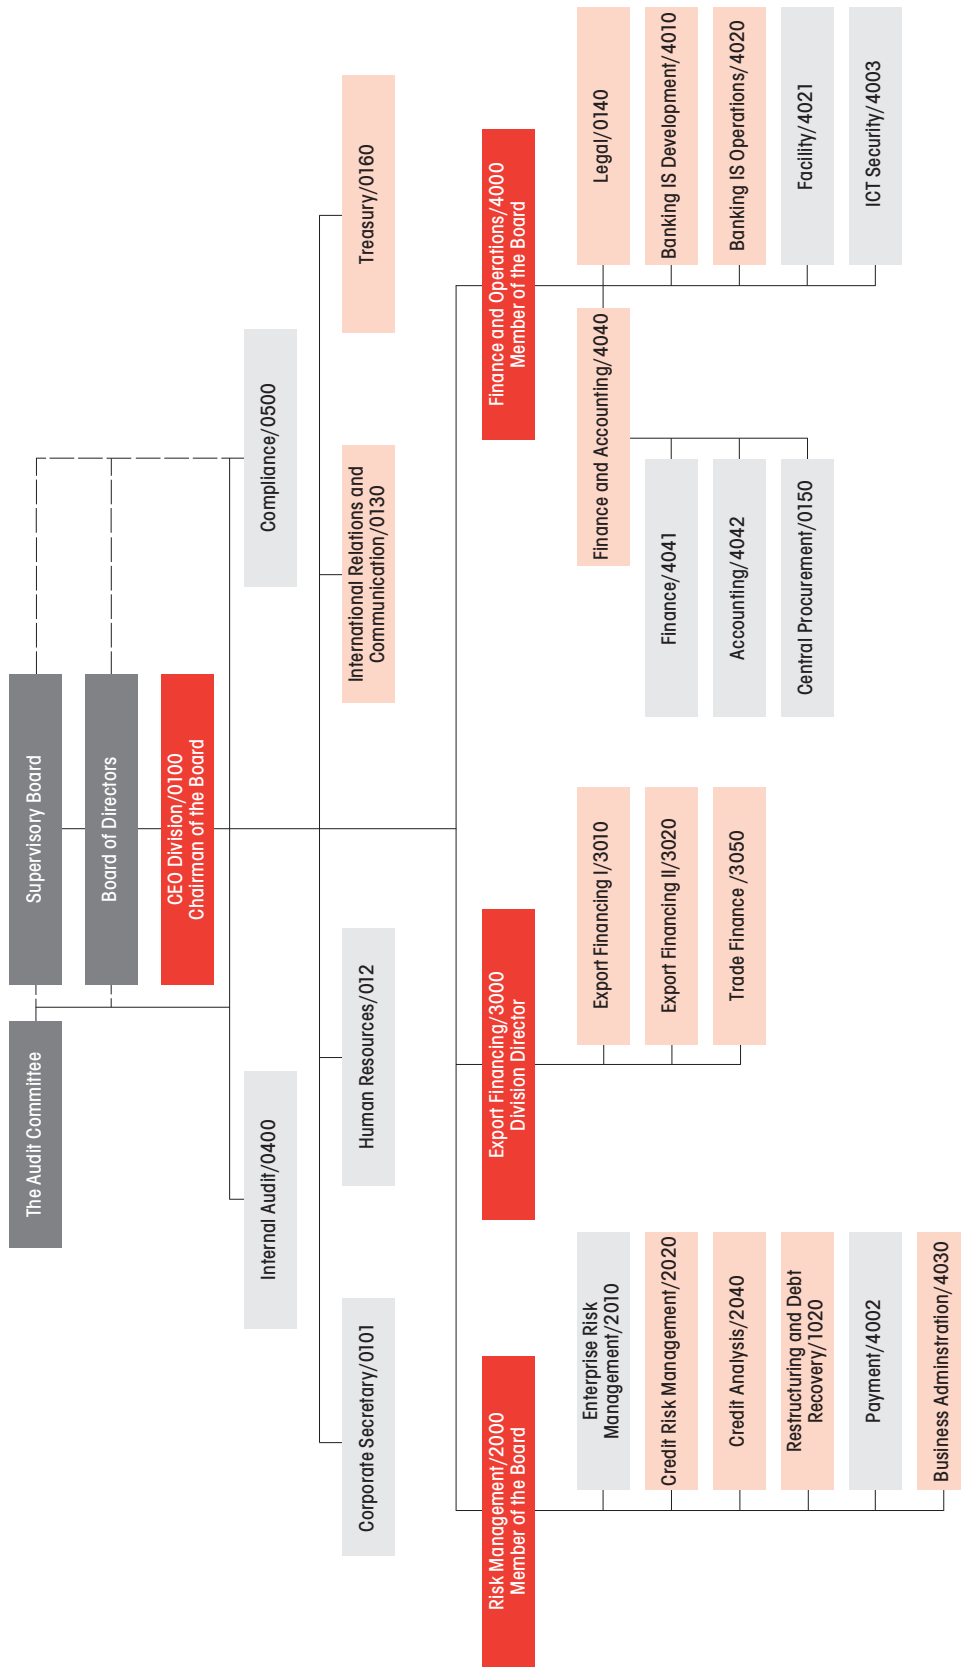 The Audit Committee
Supervisory Board
Board of Directors
CEO Division/0100
Chairman of the Board
Internal Audit/0400
Compliance/0500
Corporate Secretary/0101
Human Resources/012
International Relations and
Communication/0130
Treasury/0160
Risk Management/2000
Member of the Board
Export Financing/3000
Division Director
Finance and Operations/4000
Member of the Board
Enterprise Risk
Management/2010
Credit Risk Management/2020
Credit Analysis/2040
Restructuring and Debt
Recovery/1020
Payment/4002
Business Adminstration/4030
Export Financing I/3010
Export Financing II/3020
Trade Finance /3050
Finance and Accounting/4040
Finance/4041
Accounting/4042
Central Procurement/0150
Legal/0140
Banking IS Development/4010
Banking IS Operations/4020
Facility/4021
ICT Security/4003